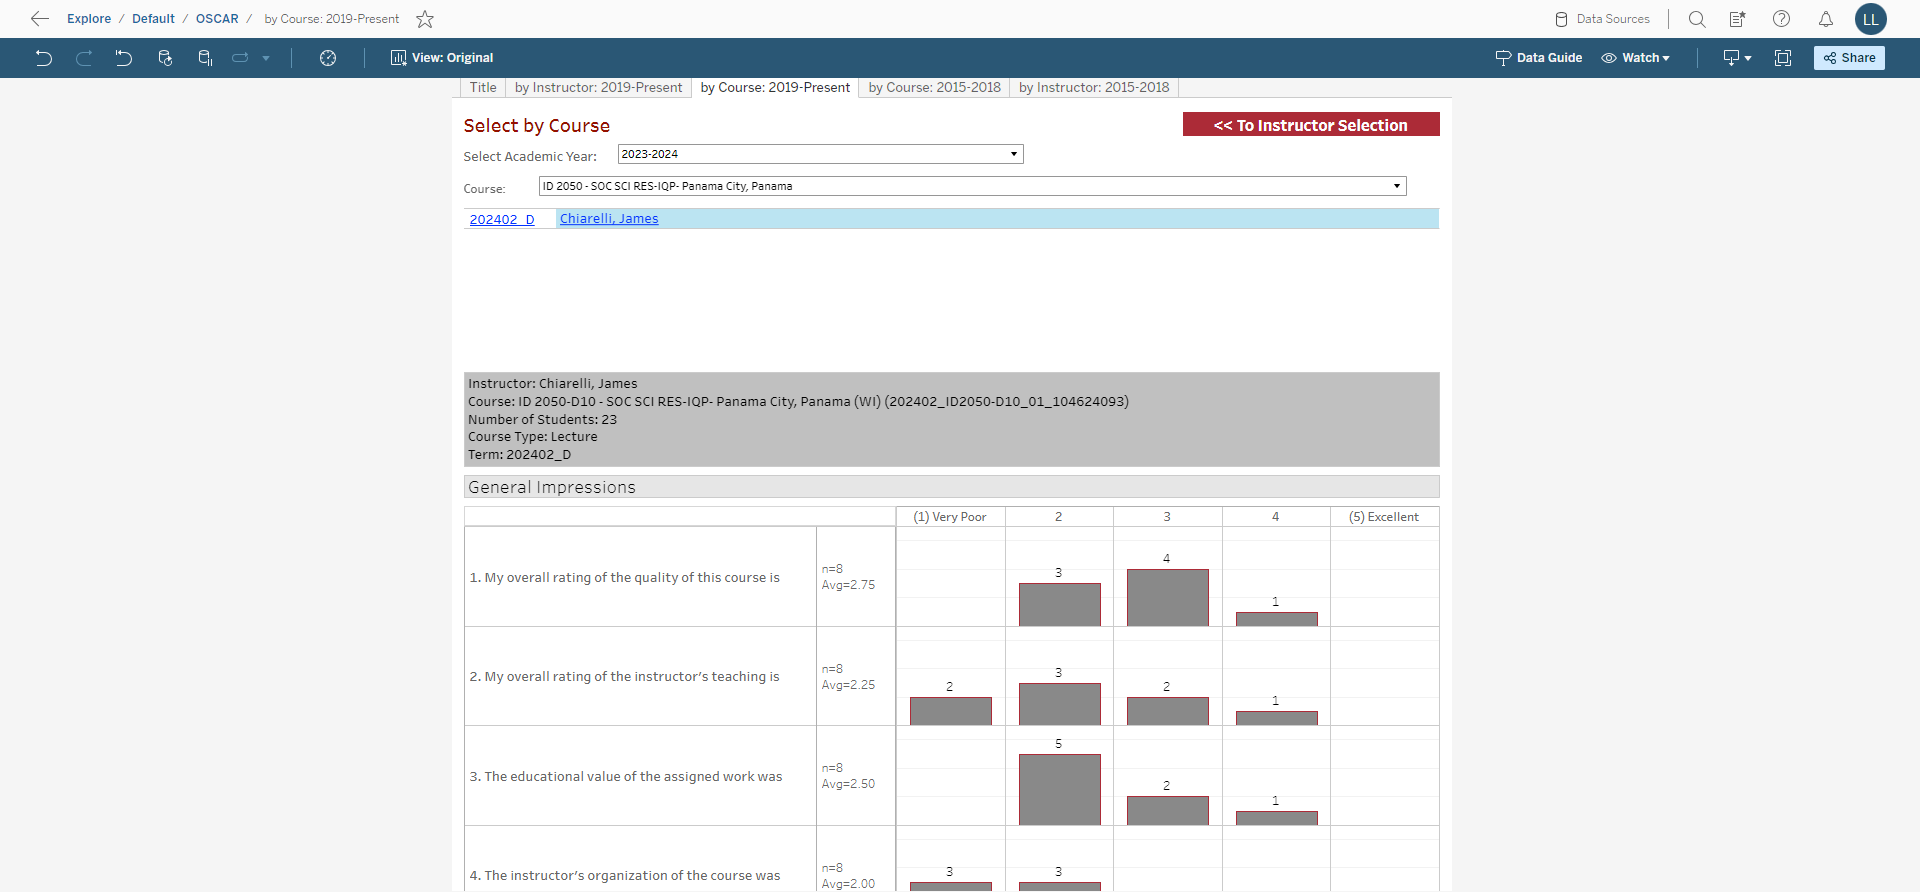 Explore / Default / OSCAR / by Course: 2019-Present
Data Sources
LL
View: Original
Data Guide
Watch
Share
Title
by Instructor: 2019-Present
by Course: 2019-Present
by Course: 2015-2018
by Instructor: 2015-2018
Select by Course
<< To Instructor Selection
Select Academic Year:
2023-2024
Course:
ID 2050 - SOC SCI RES-IQP- Panama City, Panama
202402_D
Chiarelli, James
Instructor: Chiarelli, James
Course: ID 2050-D10 - SOC SCI RES-IQP- Panama City, Panama (WI) (202402_ID2050-D10_01_104624093)
Number of Students: 23
Course Type: Lecture
Term: 202402_D
General Impressions
(1) Very Poor 2 3 4 (5) Excellent
1. My overall rating of the quality of this course is
n=8
Avg=2.75
3 4 1
2. My overall rating of the instructor's teaching is
n=8
Avg=2.25
2 3 2 1
3. The educational value of the assigned work was
n=8
Avg=2.50
5 2 1
4. The instructor's organization of the course was
n=8
Avg=2.00
3 3